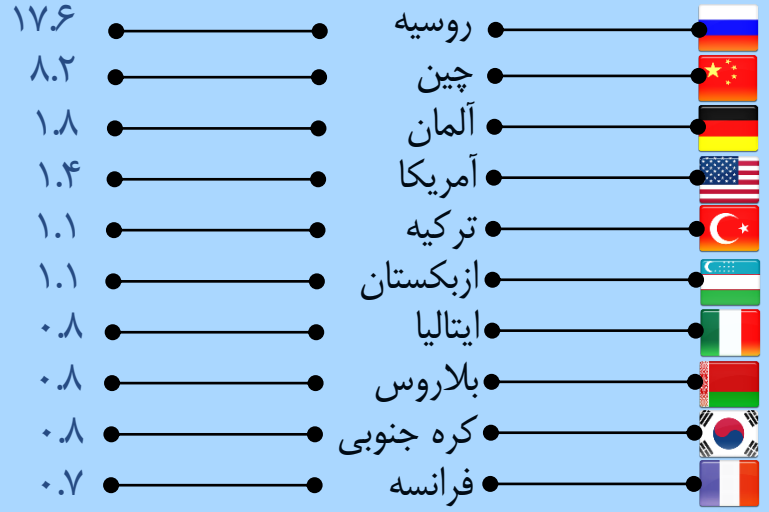 روسیه ۱۷.۶
چین ۸.۲
آلمان ۱.۸
آمریکا ۱.۴
ترکیه ۱.۱
ازبکستان ۱.۱
ایتالیا ۰.۸
بلاروس ۰.۸
کره جنوبی ۰.۸
فرانسه ۰.۷